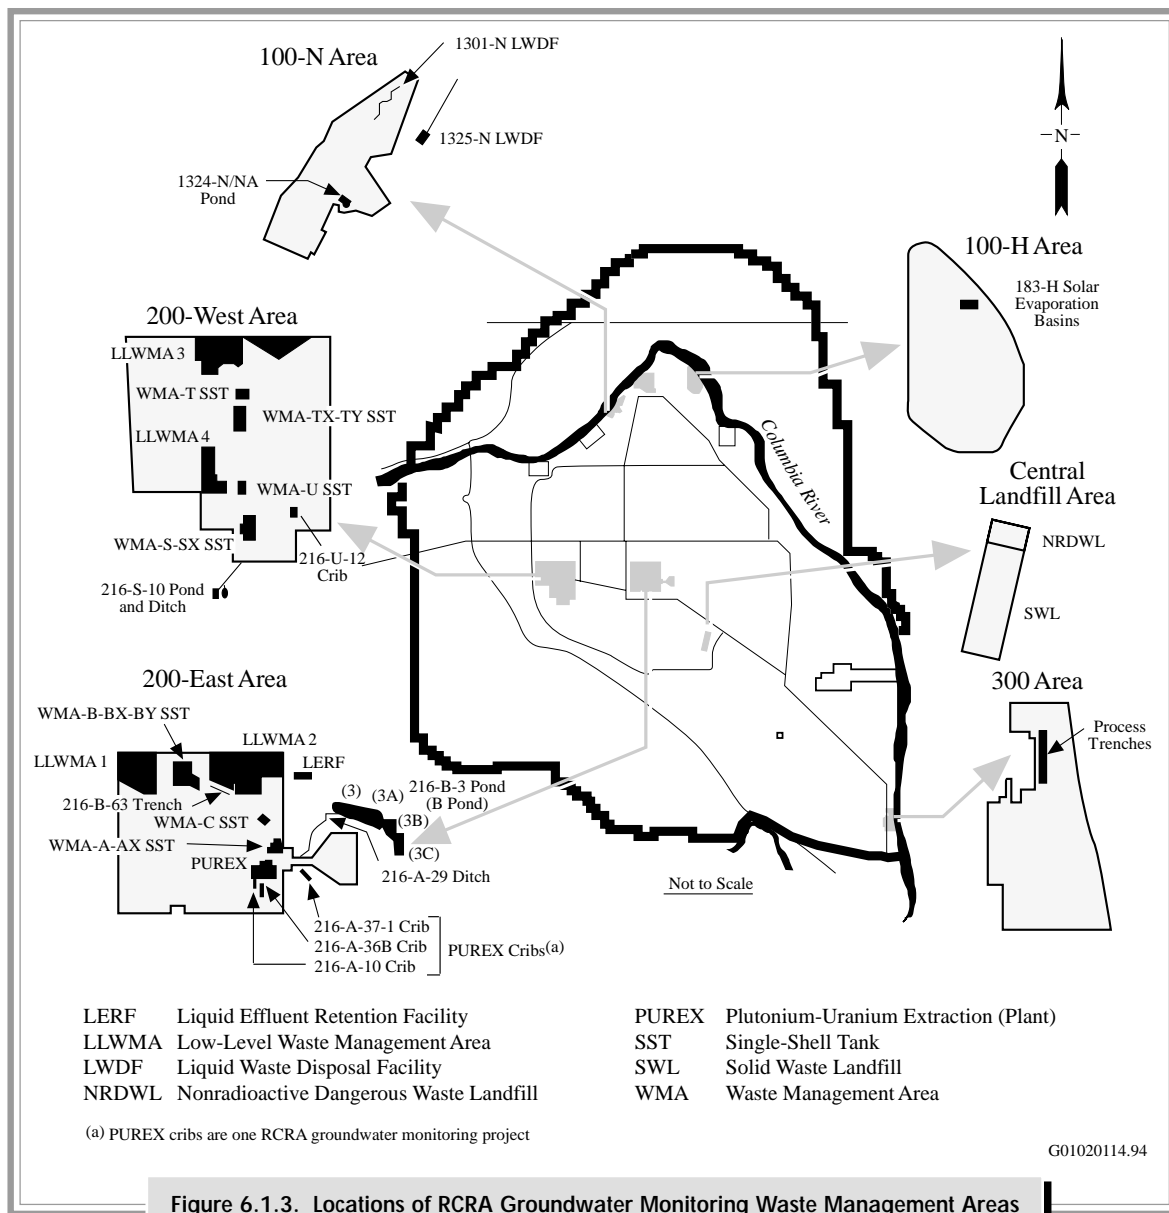 100-N Area
1301-N LWDF
1325-N LWDF
1324-N/NA
Pond
N
100-H Area
183-H Solar
Evaporation
Basins
200-West Area
LLWMA 3
WMA-T SST
WMA-TX-TY SST
LLWMA 4
WMA-U SST
WMA-S-SX SST
216-U-12
Crib
216-S-10 Pond
and Ditch
Columbia River
Central
Landfill Area
NRDWL
SWL
200-East Area
WMA-B-BX-BY SST
LLWMA 1
LLWMA 2
LERF
216-B-63 Trench
WMA-C SST
WMA-A-AX SST
PUREX
(3)
(3A)
(3B)
(3C)
216-B-3 Pond
(B Pond)
216-A-29 Ditch
216-A-37-1 Crib
216-A-36B Crib
216-A-10 Crib
PUREX Cribs(a)
Not to Scale
300 Area
Process
Trenches
LERF Liquid Effluent Retention Facility
LLWMA Low-Level Waste Management Area
LWDF Liquid Waste Disposal Facility
NRDWL Nonradioactive Dangerous Waste Landfill
PUREX Plutonium-Uranium Extraction (Plant)
SST Single-Shell Tank
SWL Solid Waste Landfill
WMA Waste Management Area
(a) PUREX cribs are one RCRA groundwater monitoring project
G01020114.94
Figure 6.1.3. Locations of RCRA Groundwater Monitoring Waste Management Areas